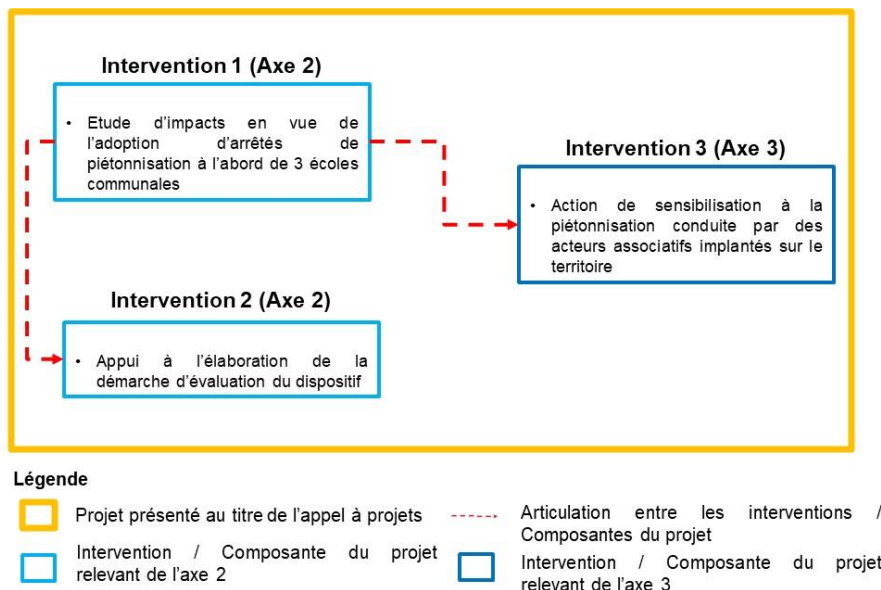 Intervention 1 (Axe 2)
• Etude d'impacts en vue de
l'adoption d'arrêtés de
piétonnisation à l'abord de 3 écoles
communales
Intervention 3 (Axe 3)
• Action de sensibilisation à la
piétonnisation conduite par des
acteurs associatifs implantés sur le
territoire
Intervention 2 (Axe 2)
• Appui à l'élaboration de la
démarche d'évaluation du dispositif
Légende
Projet présenté au titre de l'appel à projets
Articulation entre les interventions /
Composantes du projet
Intervention / Composante du projet
relevant de l'axe 2
Intervention / Composante du projet
relevant de l'axe 3